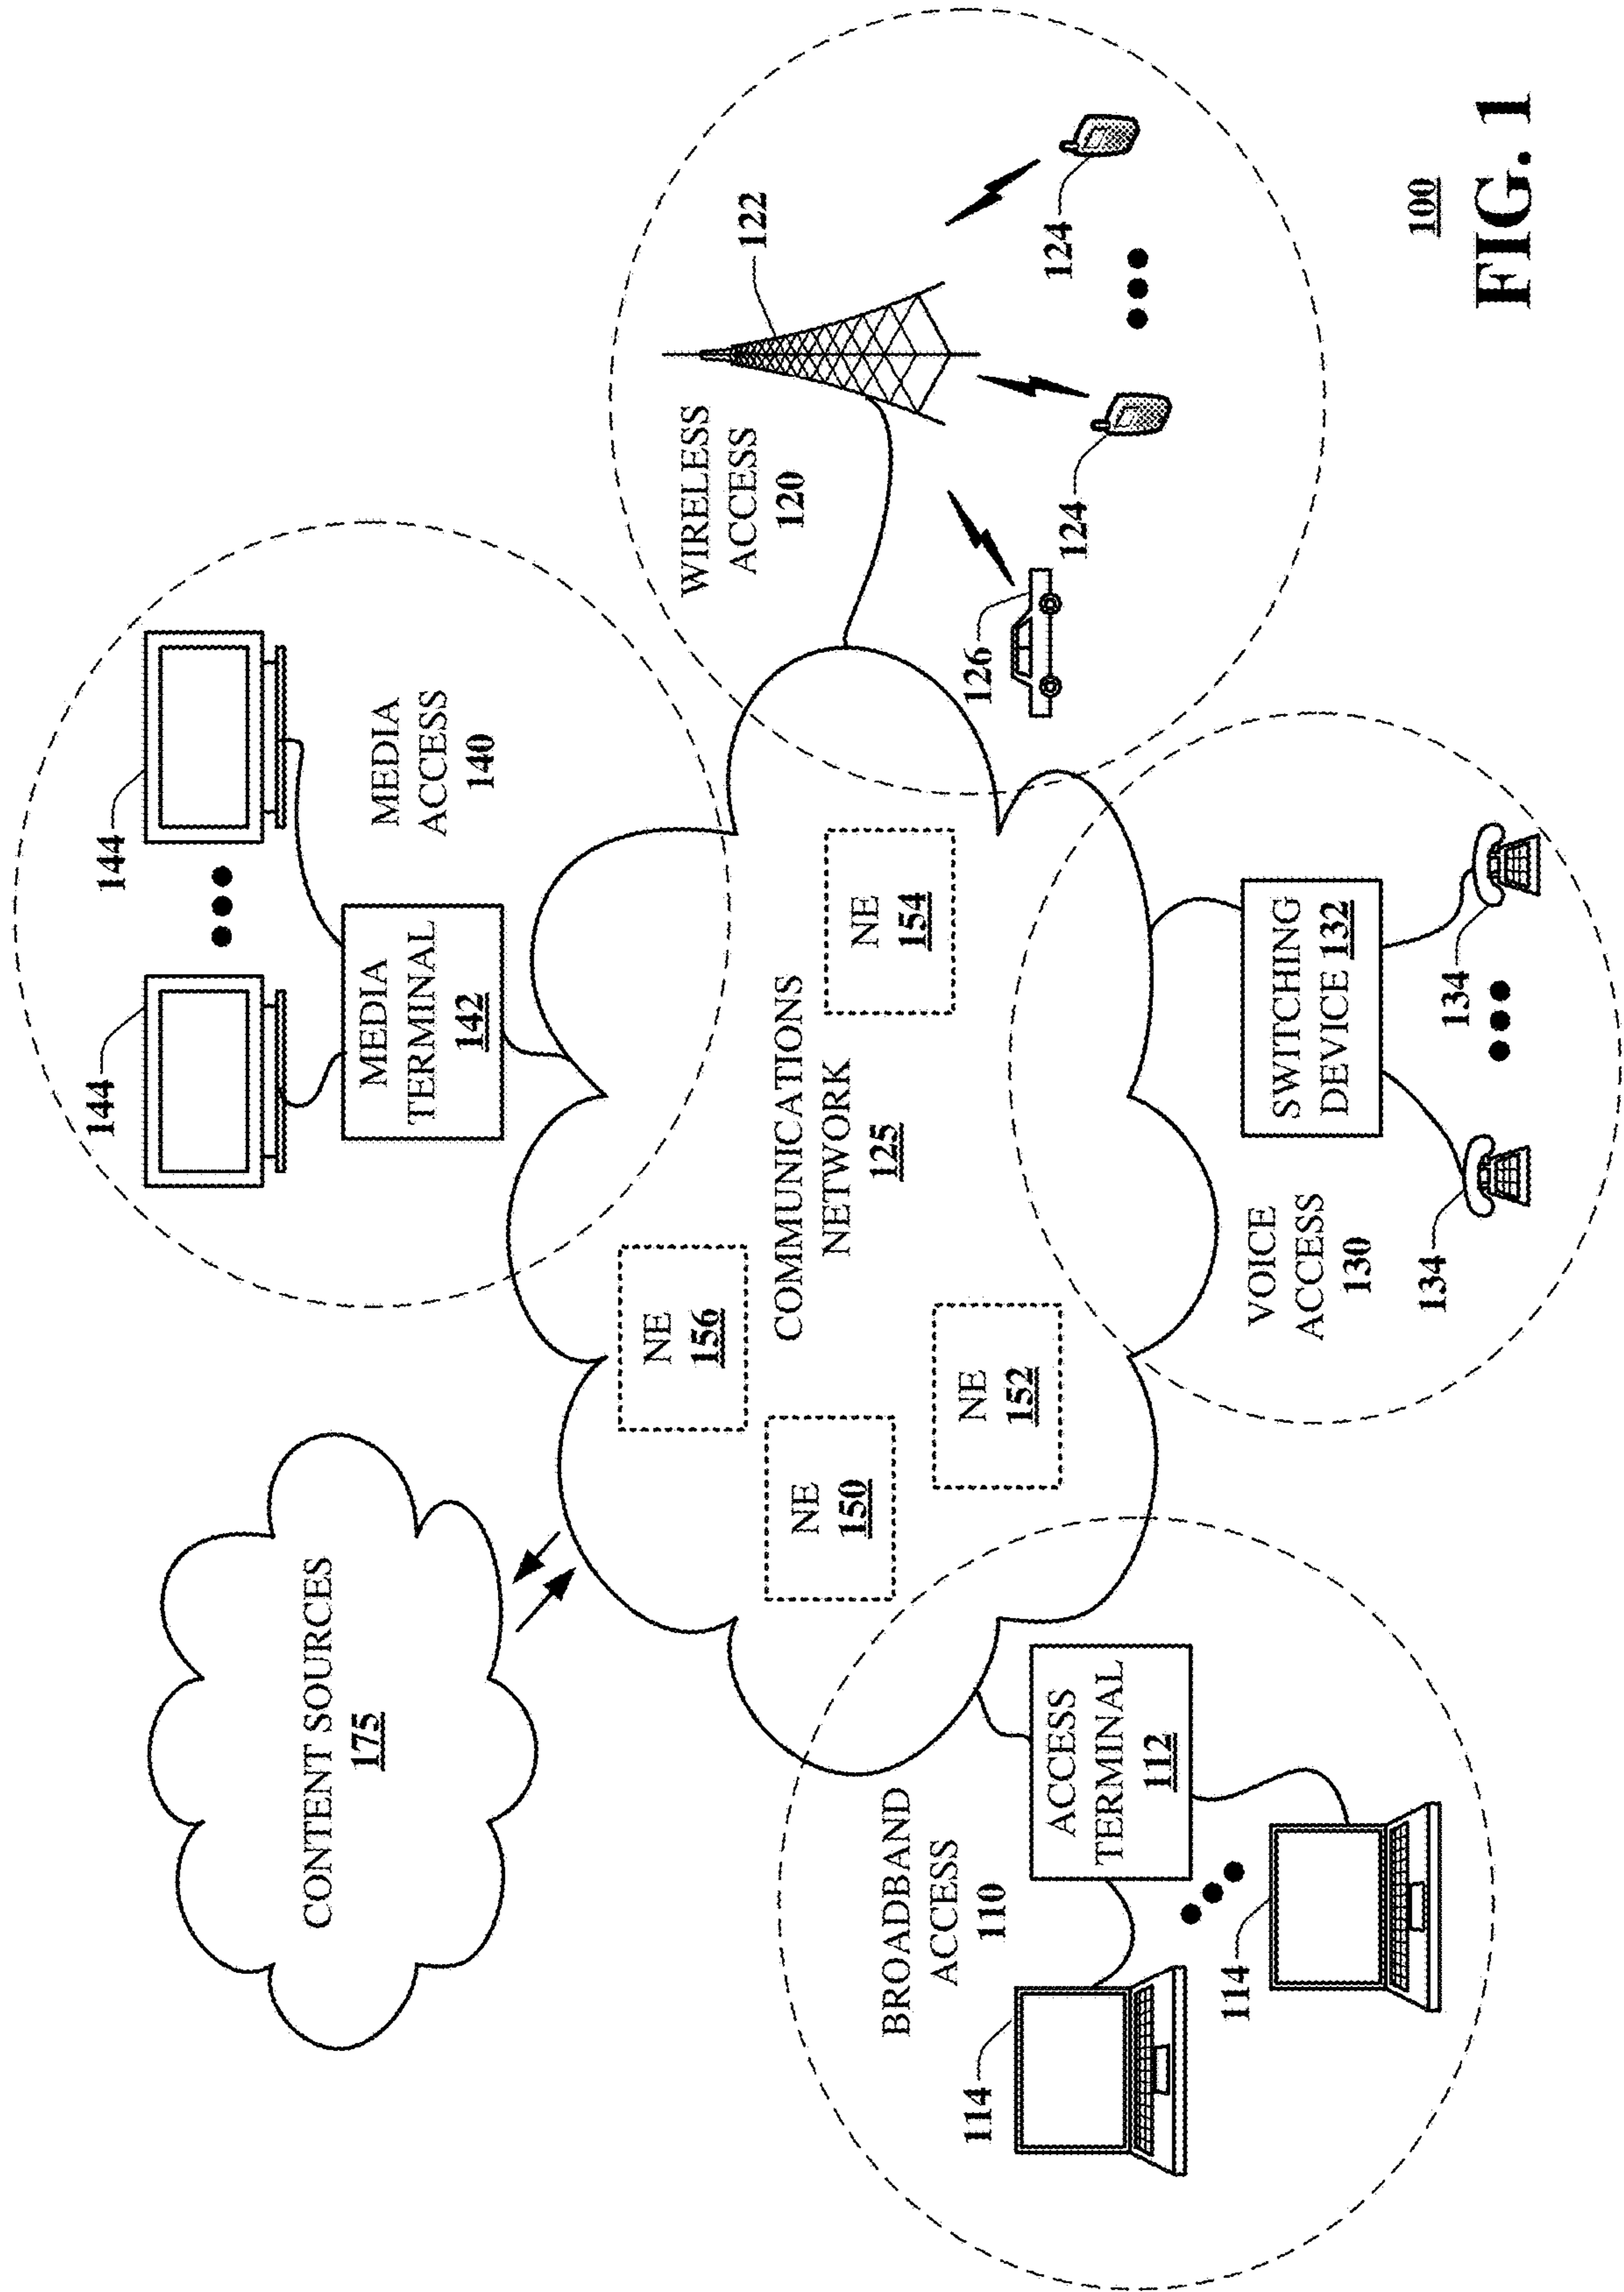 CONTENT SOURCES
175
144
144
MEDIA
TERMINAL
142
MEDIA
ACCESS
140
NE
156
NE
150
NE
152
COMMUNICATIONS
NETWORK
125
NE
154
WIRELESS
ACCESS
120
122
126
124
124
BROADBAND
ACCESS
110
ACCESS
TERMINAL
112
114
114
VOICE
ACCESS
130
SWITCHING
DEVICE 132
134
134
100
FIG. 1